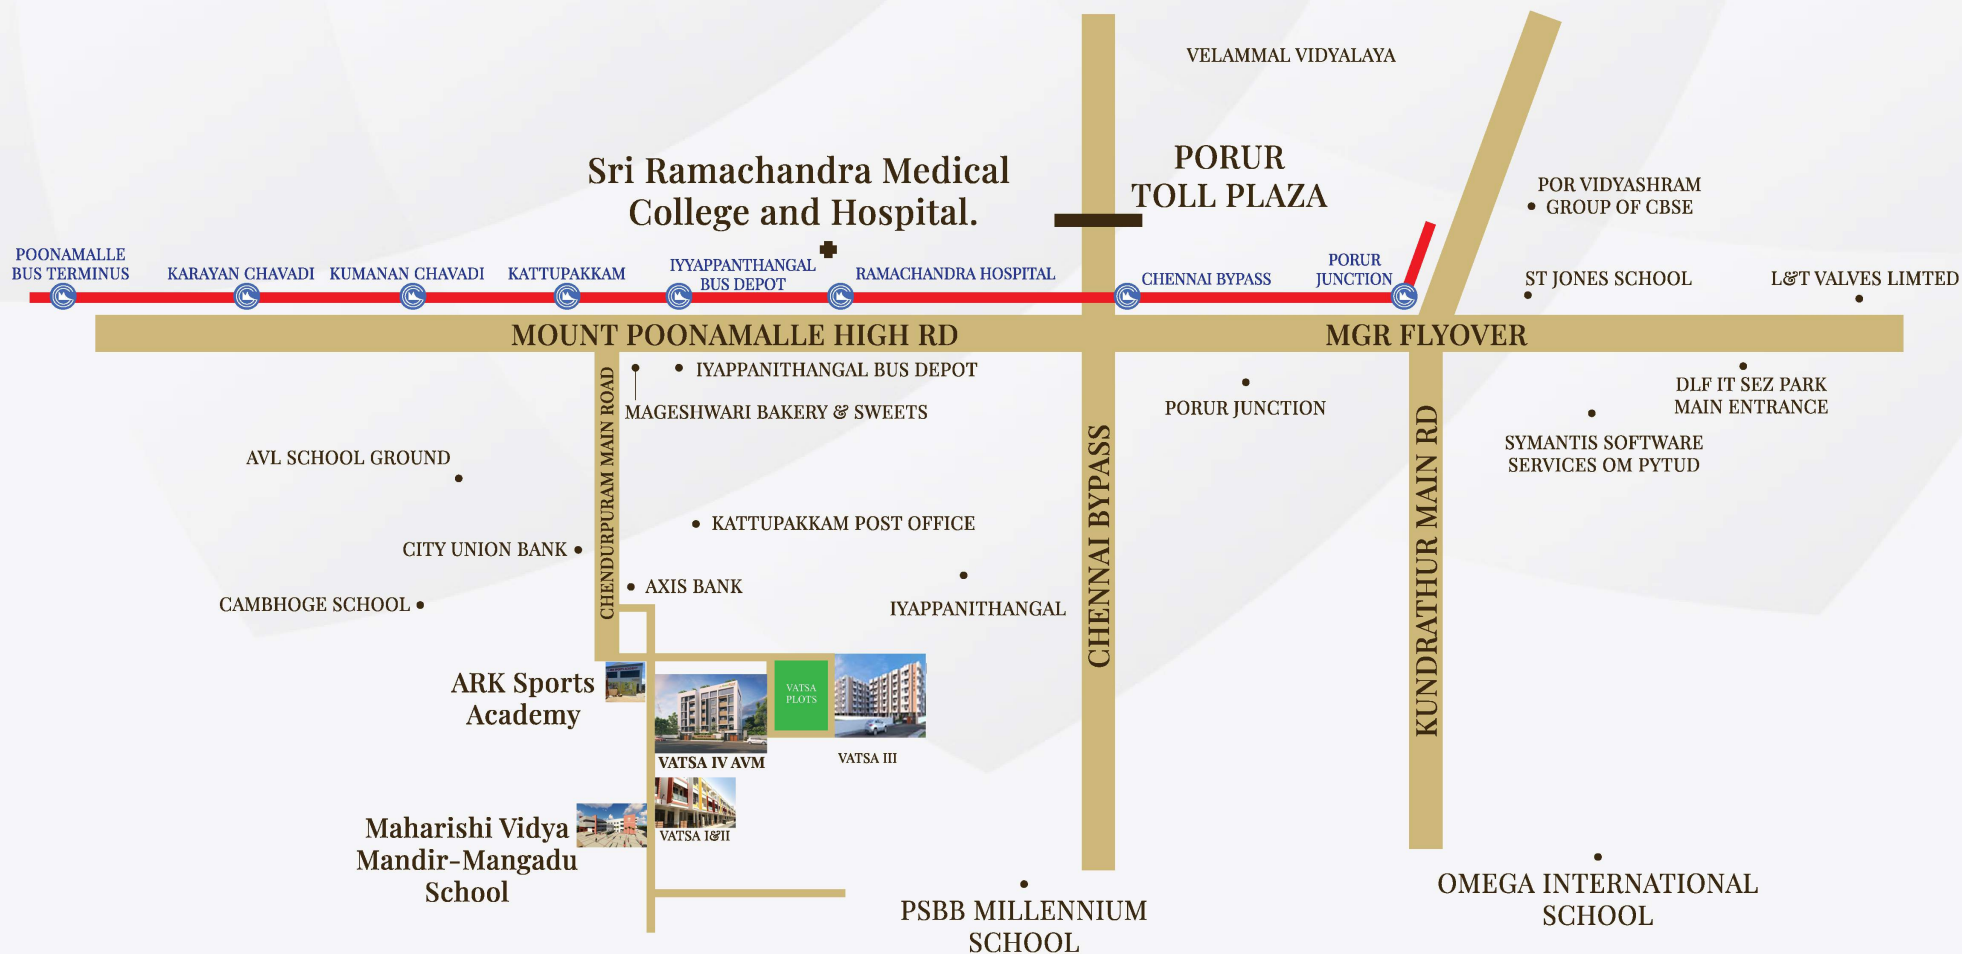 VELAMMAL VIDYALAYA
Sri Ramachandra Medical
College and Hospital.
PORUR
TOLL PLAZA
POR VIDYASHRAM
GROUP OF CBSE
POONAMALLE
BUS TERMINUS
KARAYAN CHAVADI
KUMANAN CHAVADI
KATTUPAKKAM
IYYAPPANTHANGAL
BUS DEPOT
RAMACHANDRA HOSPITAL
CHENNAI BYPASS
PORUR
JUNCTION
ST JONES SCHOOL
L&T VALVES LIMTED
MOUNT POONAMALLE HIGH RD
MGR FLYOVER
CHENDURPURAM MAIN ROAD
IYAPPANITHANGAL BUS DEPOT
MAGESHWARI BAKERY & SWEETS
PORUR JUNCTION
DLF IT SEZ PARK
MAIN ENTRANCE
SYMANTIS SOFTWARE
SERVICES OM PYTUD
AVL SCHOOL GROUND
CHENNAI BYPASS
KUNDRATHUR MAIN RD
KATTUPAKKAM POST OFFICE
CITY UNION BANK
AXIS BANK
CAMBHOGE SCHOOL
IYAPPANITHANGAL
ARK Sports
Academy
VATSA
PLOTS
VATSA IV AVM
VATSA III
Maharishi Vidya
Mandir-Mangadu
School
VATSA I&II
PSBB MILLENNIUM
SCHOOL
OMEGA INTERNATIONAL
SCHOOL